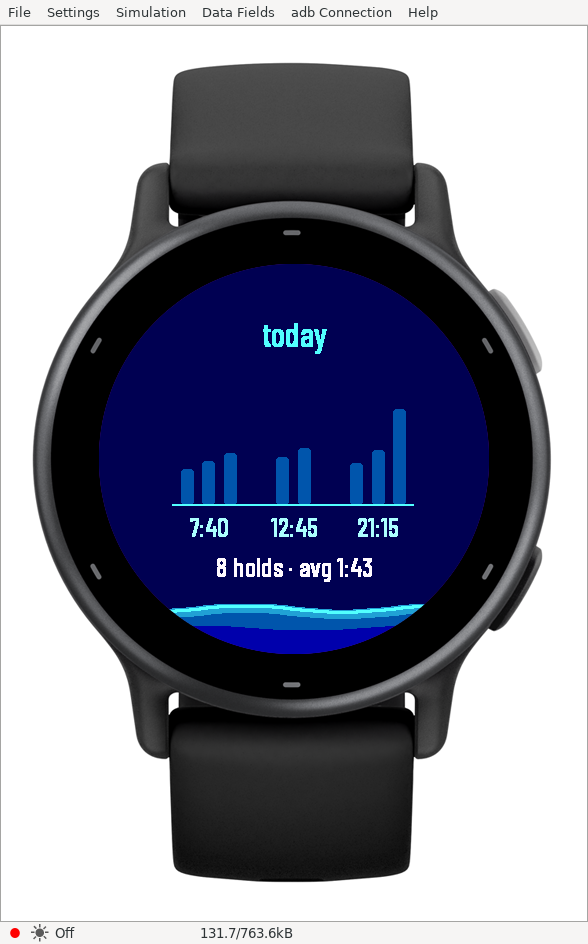 File Settings Simulation Data Fields adb Connection Help
today
7:40 12:45 21:15
8 holds · avg 1:43
Off 131.7/763.6kB